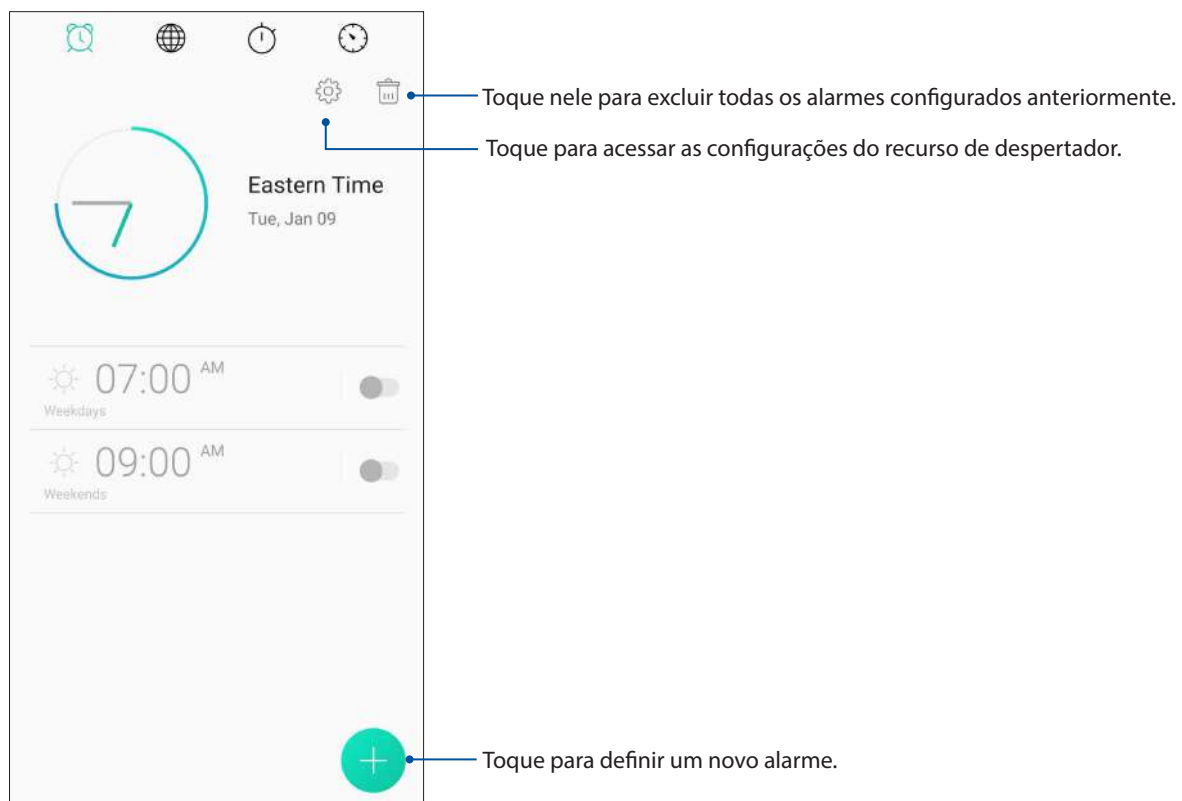 Toque nele para excluir todas os alarmes configurados anteriormente.
Toque para acessar as configurações do recurso de despertador.
Eastern Time
Tue, Jan 09
07:00 AM
Weekdays
09:00 AM
Weekends
Toque para definir um novo alarme.